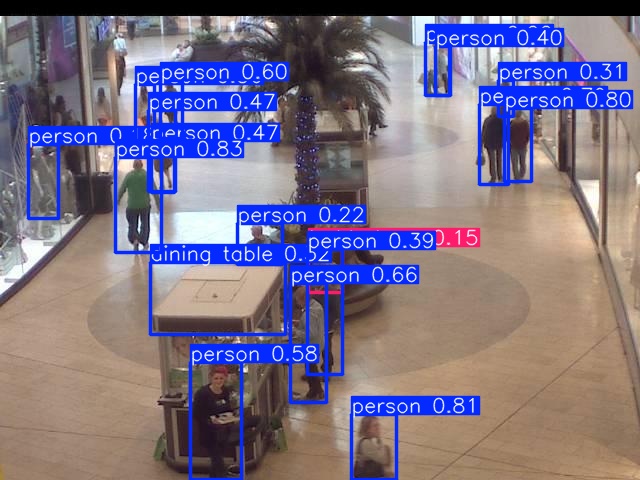 person 0.40
person 0.60
person 0.31
person 0.47
person 0.80
person 0.47
person 0.83
person 0.22
person 0.39
0.15
dining table 0.52
person 0.66
person 0.58
person 0.81